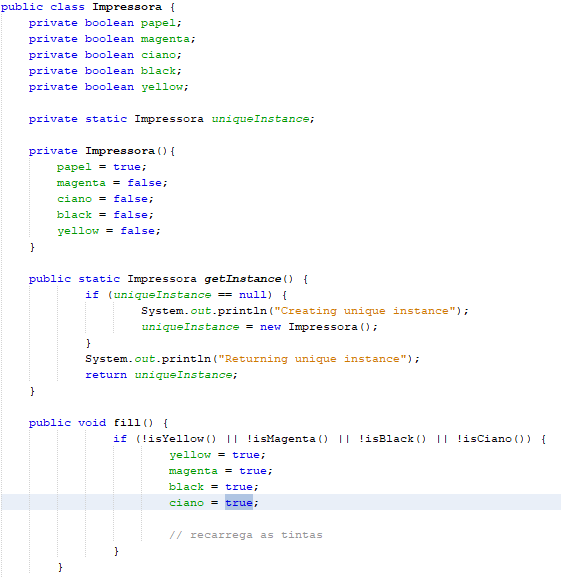 public class Impressora {
private boolean papel;
private boolean magenta;
private boolean ciano;
private boolean black;
private boolean yellow;
private static Impressora uniqueInstance;
private Impressora(){
papel = true;
magenta = false;
ciano = false;
black = false;
yellow = false;
}
public static Impressora getInstance() {
if (uniqueInstance == null) {
System.out.println("Creating unique instance");
uniqueInstance = new Impressora();
}
System.out.println("Returning unique instance");
return uniqueInstance;
}
public void fill() {
if (!isYellow() || !isMagenta() || !isBlack() || !isCiano()) {
yellow = true;
magenta = true;
black = true;
ciano = true;
// recarrega as tintas
}
}